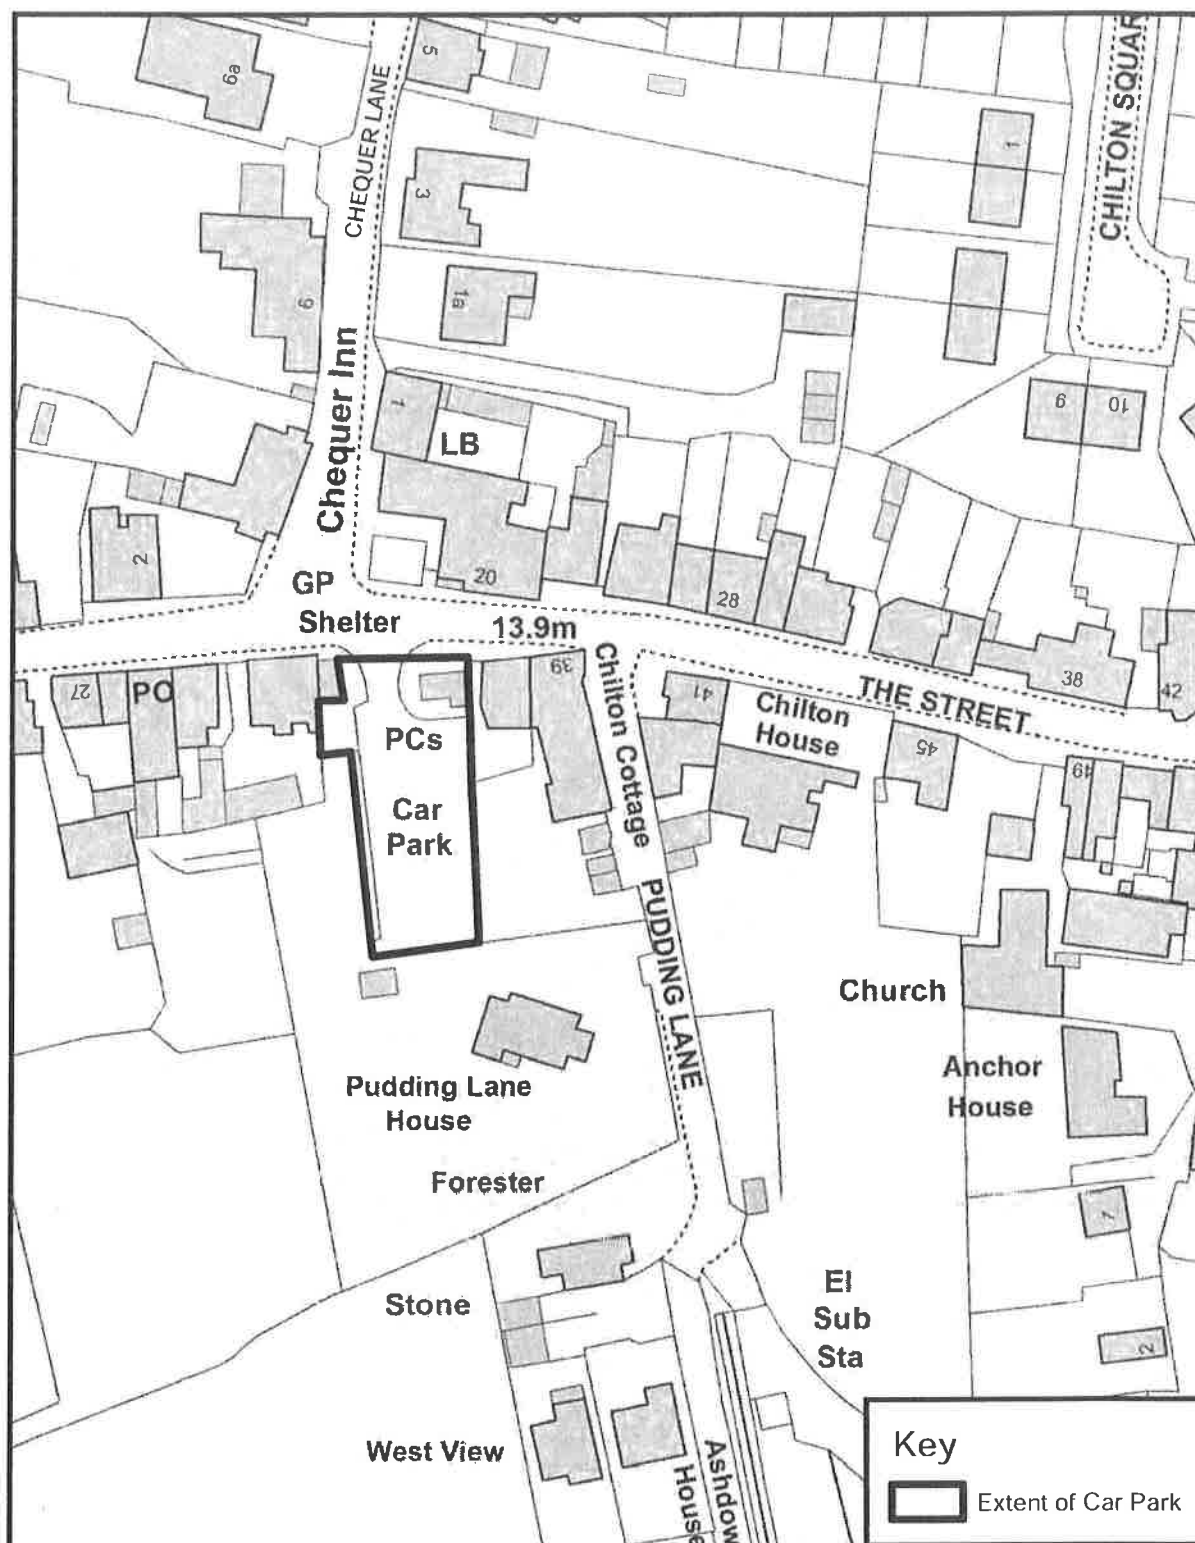 6a
5
CHEQUER LANE
3
1
CHILTON SQUAR
6
1a
Chequer Inn
9
10
1
LB
2
GP
Shelter
20
28
13.9m
38
42
THE STREET
27
PO
PCs
39
Chilton Cottage
41
Chilton
House
45
49
Car
Park
PUDDING LANE
Church
Pudding Lane
House
Anchor
House
Forester
7
Stone
El
Sub
Sta
2
West View
Ashdow
House
Key
Extent of Car Park